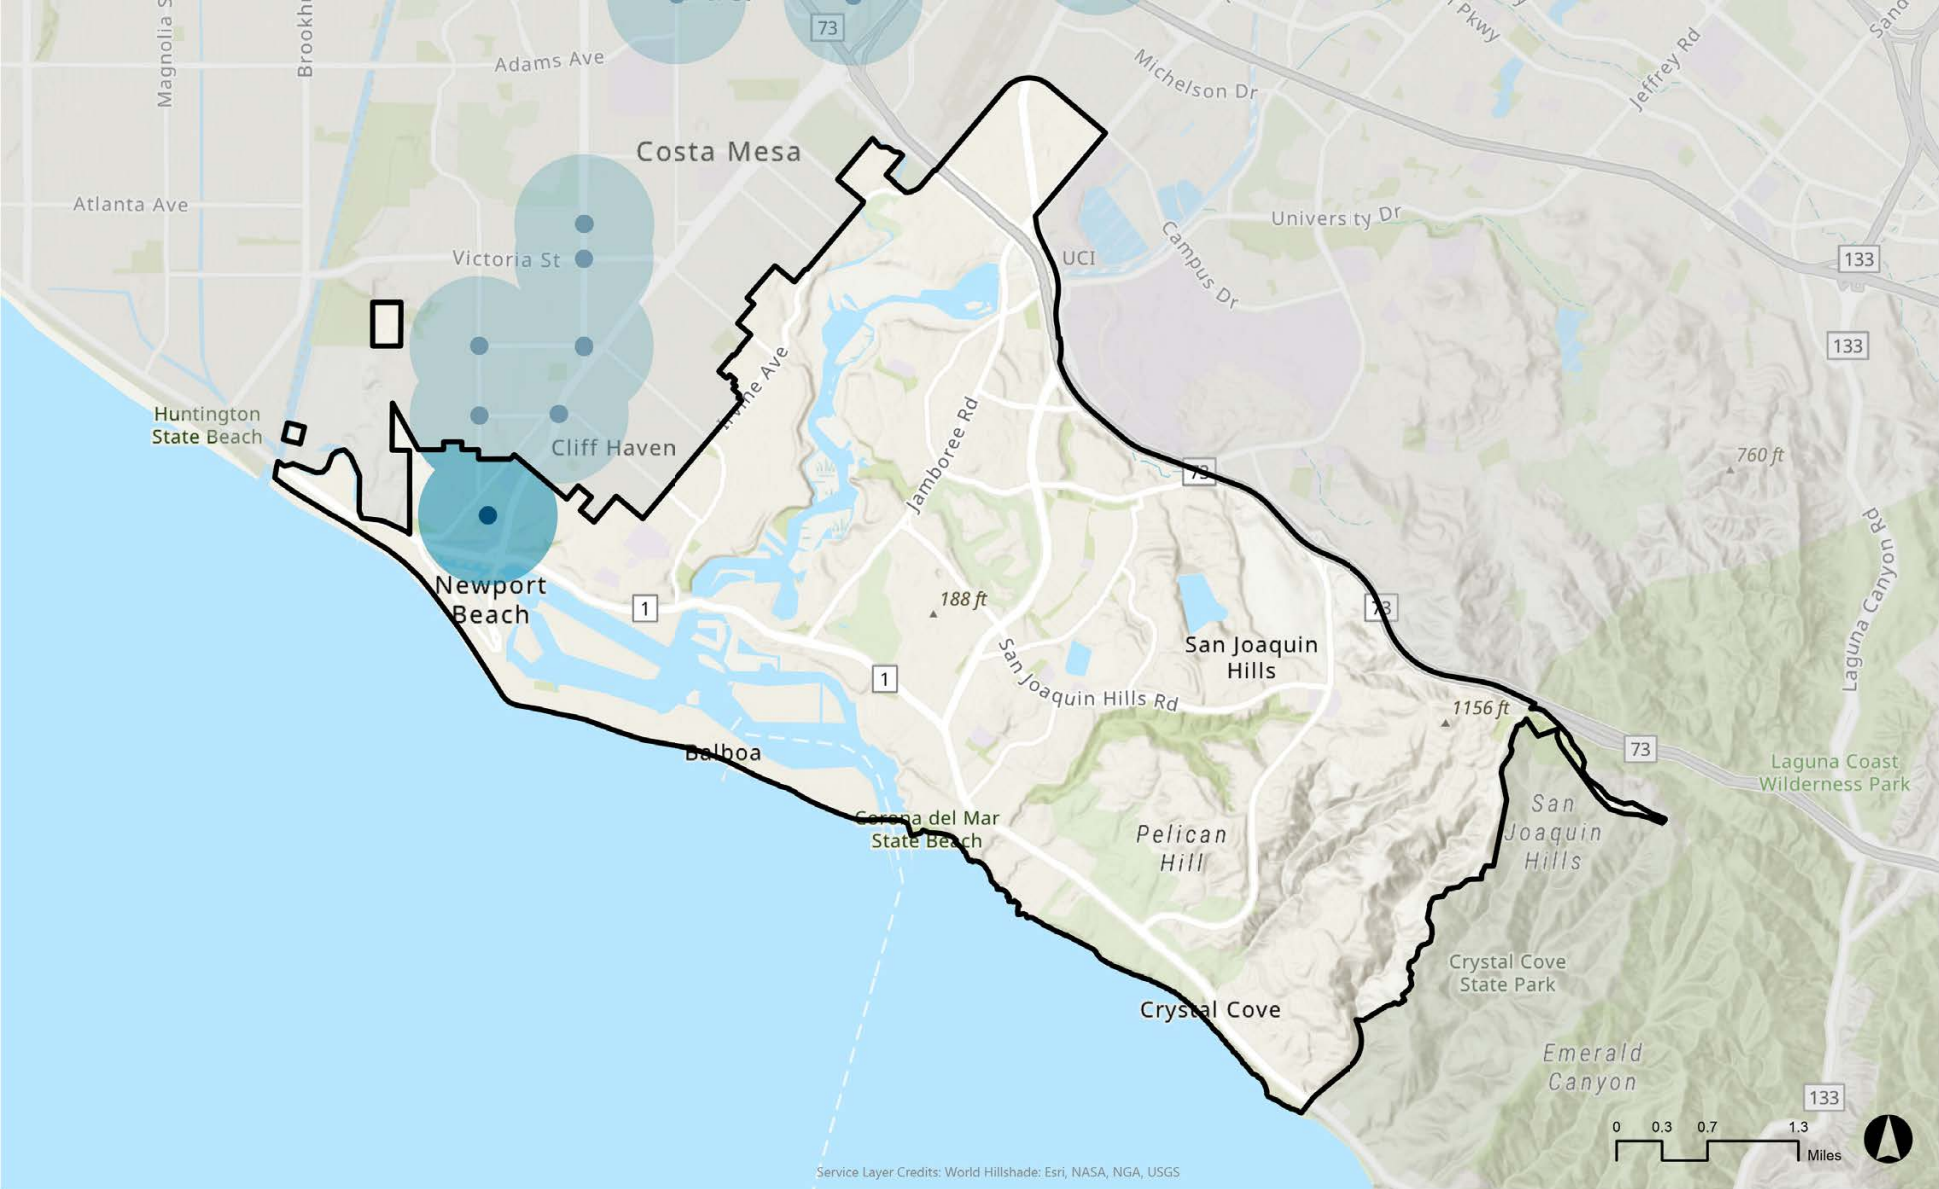 Magnolia S
Brookhu
73
Adams Ave
Michelson Dr
Pkwy
Jeffrey Rd
Sand
Costa Mesa
Atlanta Ave
University Dr
Victoria St
UCI
Campus Dr
133
133
Irvine Ave
Jamboree Rd
Huntington
State Beach
Cliff Haven
73
760 ft
Newport
Beach
1
188 ft
73
Laguna Canyon Rd
San Joaquin
Hills
1
San Joaquin Hills Rd
1156 ft
Balboa
73
Laguna Coast
Wilderness Park
Corona del Mar
State Beach
Pelican
Hill
San
Joaquin
Hills
Crystal Cove
State Park
Crystal Cove
Emerald
Canyon
133
0 0.3 0.7 1.3
Miles
Service Layer Credits: World Hillshade: Esri, NASA, NGA, USGS